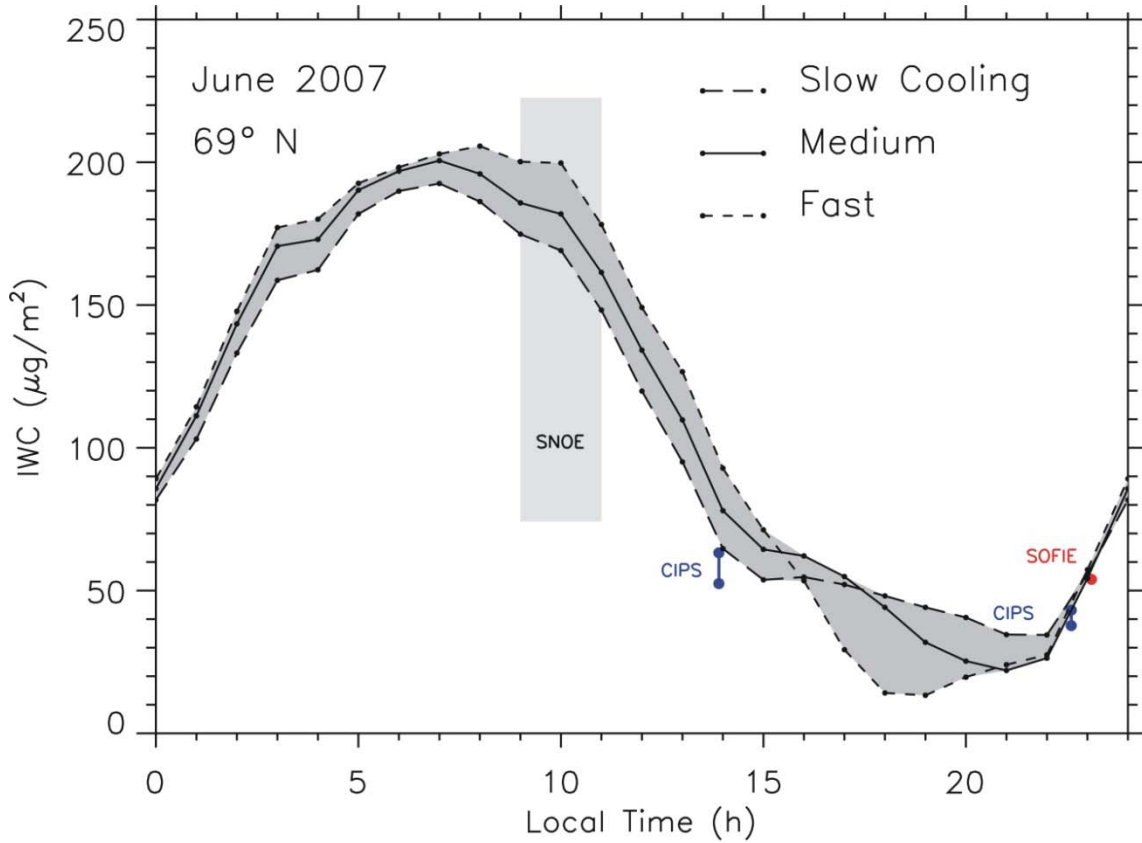 June 2007
69° N
Slow Cooling
Medium
Fast
SNOE
CIPS
CIPS
SOFIE
IWC (μg/m²)
250
200
150
100
50
0
0 5 10 15 20
Local Time (h)